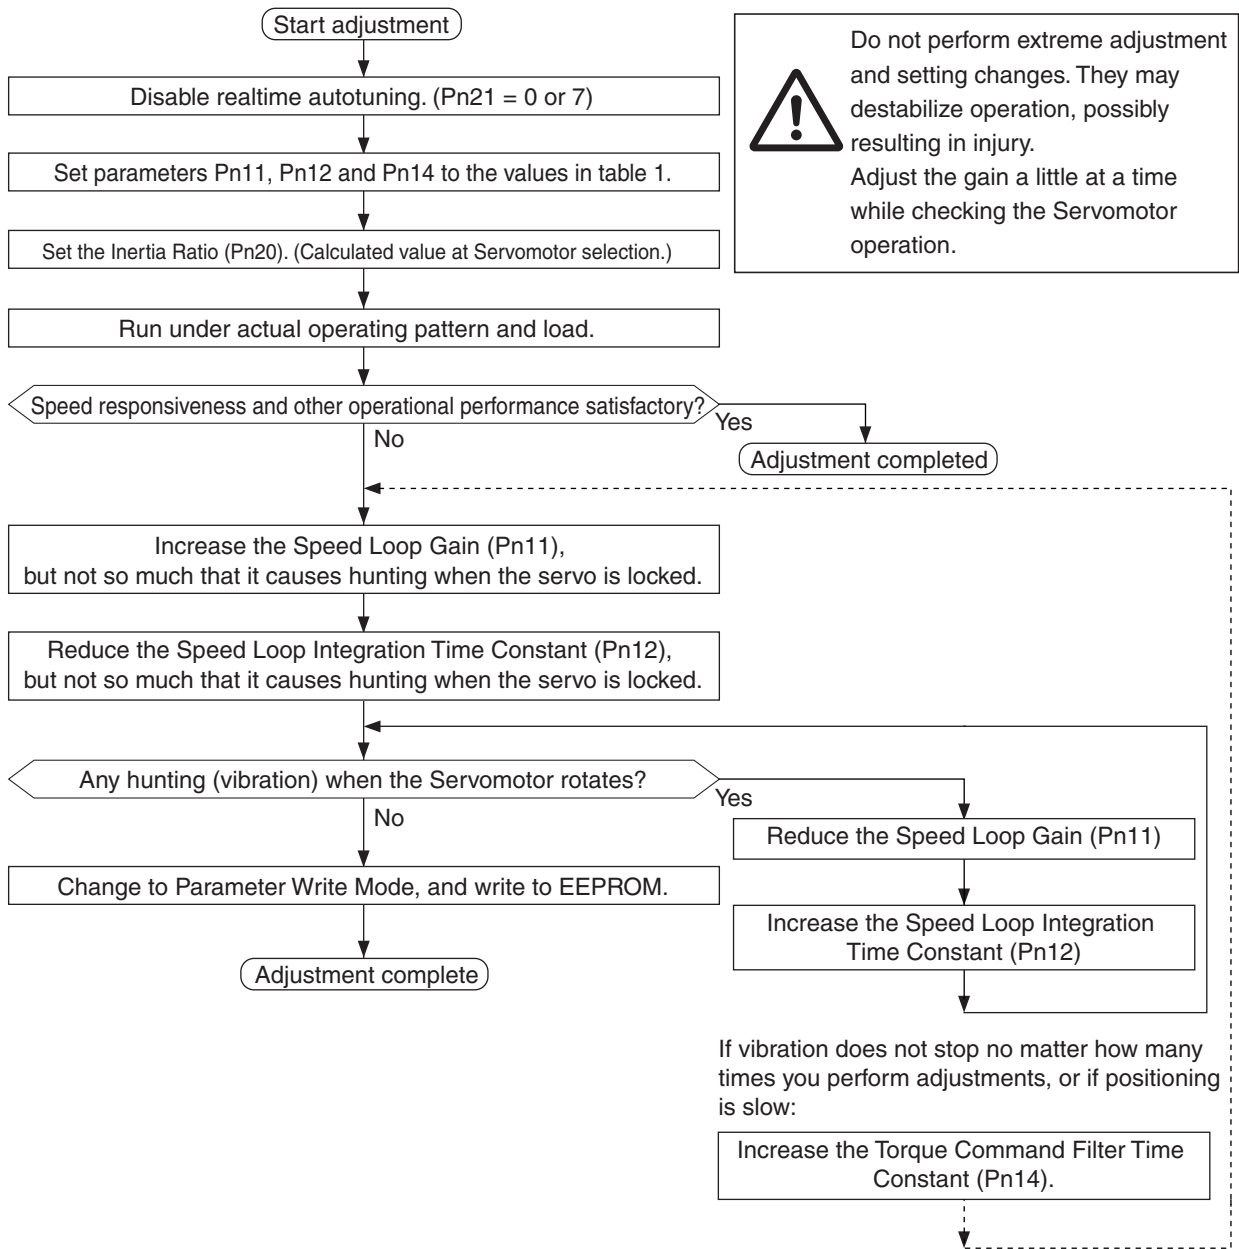 Start adjustment
Disable realtime autotuning. (Pn21 = 0 or 7)
Set parameters Pn11, Pn12 and Pn14 to the values in table 1.
Set the Inertia Ratio (Pn20). (Calculated value at Servomotor selection.)
Run under actual operating pattern and load.
Speed responsiveness and other operational performance satisfactory?
Yes
No
Adjustment completed
Do not perform extreme adjustment
and setting changes. They may
destabilize operation, possibly
resulting in injury.
Adjust the gain a little at a time
while checking the Servomotor
operation.
Increase the Speed Loop Gain (Pn11),
but not so much that it causes hunting when the servo is locked.
Reduce the Speed Loop Integration Time Constant (Pn12),
but not so much that it causes hunting when the servo is locked.
Any hunting (vibration) when the Servomotor rotates?
Yes
No
Reduce the Speed Loop Gain (Pn11)
Increase the Speed Loop Integration
Time Constant (Pn12)
Change to Parameter Write Mode, and write to EEPROM.
Adjustment complete
If vibration does not stop no matter how many
times you perform adjustments, or if positioning
is slow:
Increase the Torque Command Filter Time
Constant (Pn14).